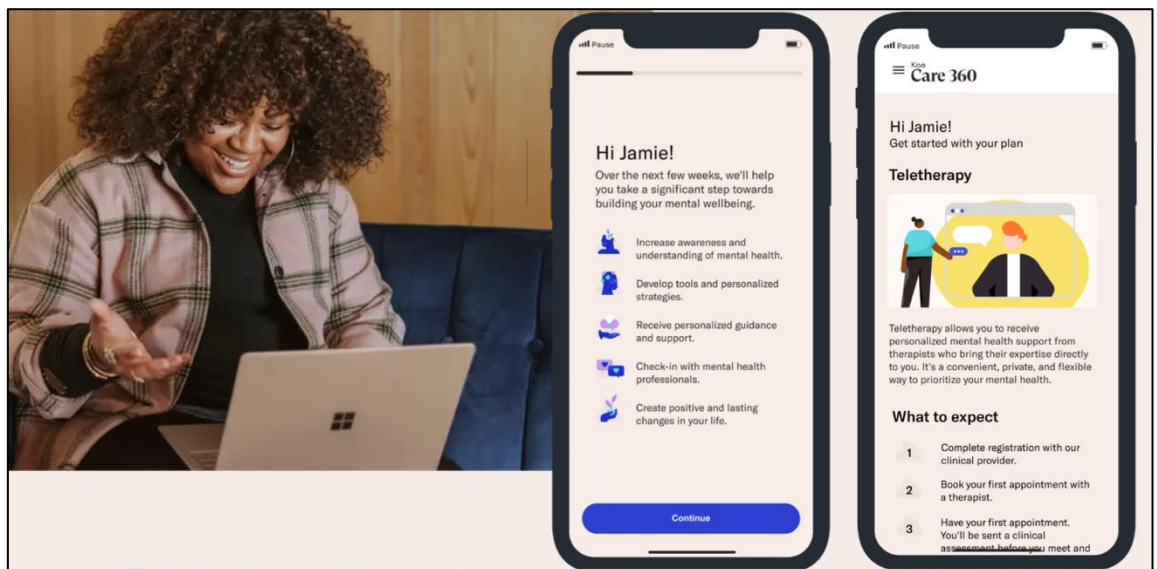 Pause
Hi Jamie!
Over the next few weeks, we'll help
you take a significant step towards
building your mental wellbeing.
Increase awareness and
understanding of mental health.
Develop tools and personalized
strategies.
Receive personalized guidance
and support.
Check-in with mental health
professionals.
Create positive and lasting
changes in your life.
Continue
Pause
Koa
Care 360
Hi Jamie!
Get started with your plan
Teletherapy
Teletherapy allows you to receive
personalized mental health support from
therapists who bring their expertise directly
to you. It's a convenient, private, and flexible
way to prioritize your mental health.
What to expect
1 Complete registration with our
clinical provider.
2 Book your first appointment with
a therapist.
3 Have your first appointment.
You'll be sent a clinical
assessment before you meet and